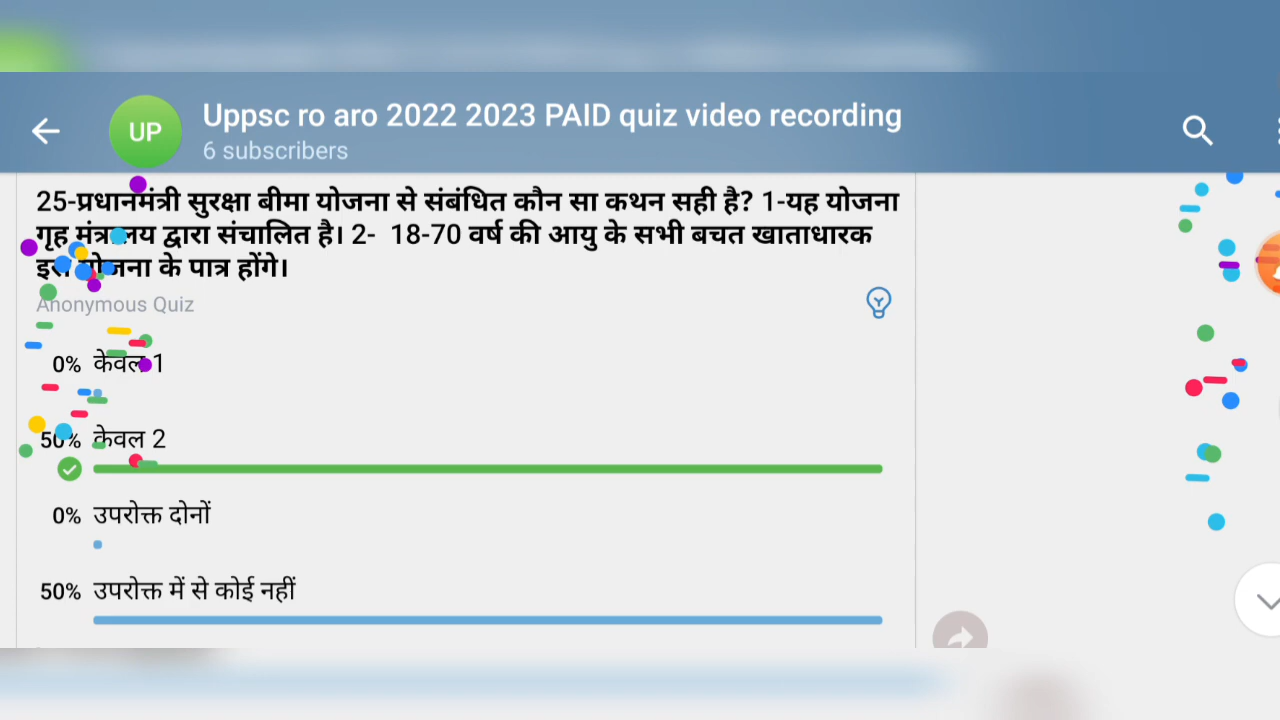 UP
Uppsc ro aro 2022 2023 PAID quiz video recording
6 subscribers
25-प्रधानमंत्री सुरक्षा बीमा योजना से संबंधित कौन सा कथन सही है? 1-यह योजना
गृह मंत्रालय द्वारा संचालित है। 2- 18-70 वर्ष की आयु के सभी बचत खाताधारक
इस योजना के पात्र होंगे।
Anonymous Quiz
0% केवल 1
50% केवल 2
0% उपरोक्त दोनों
50% उपरोक्त में से कोई नहीं